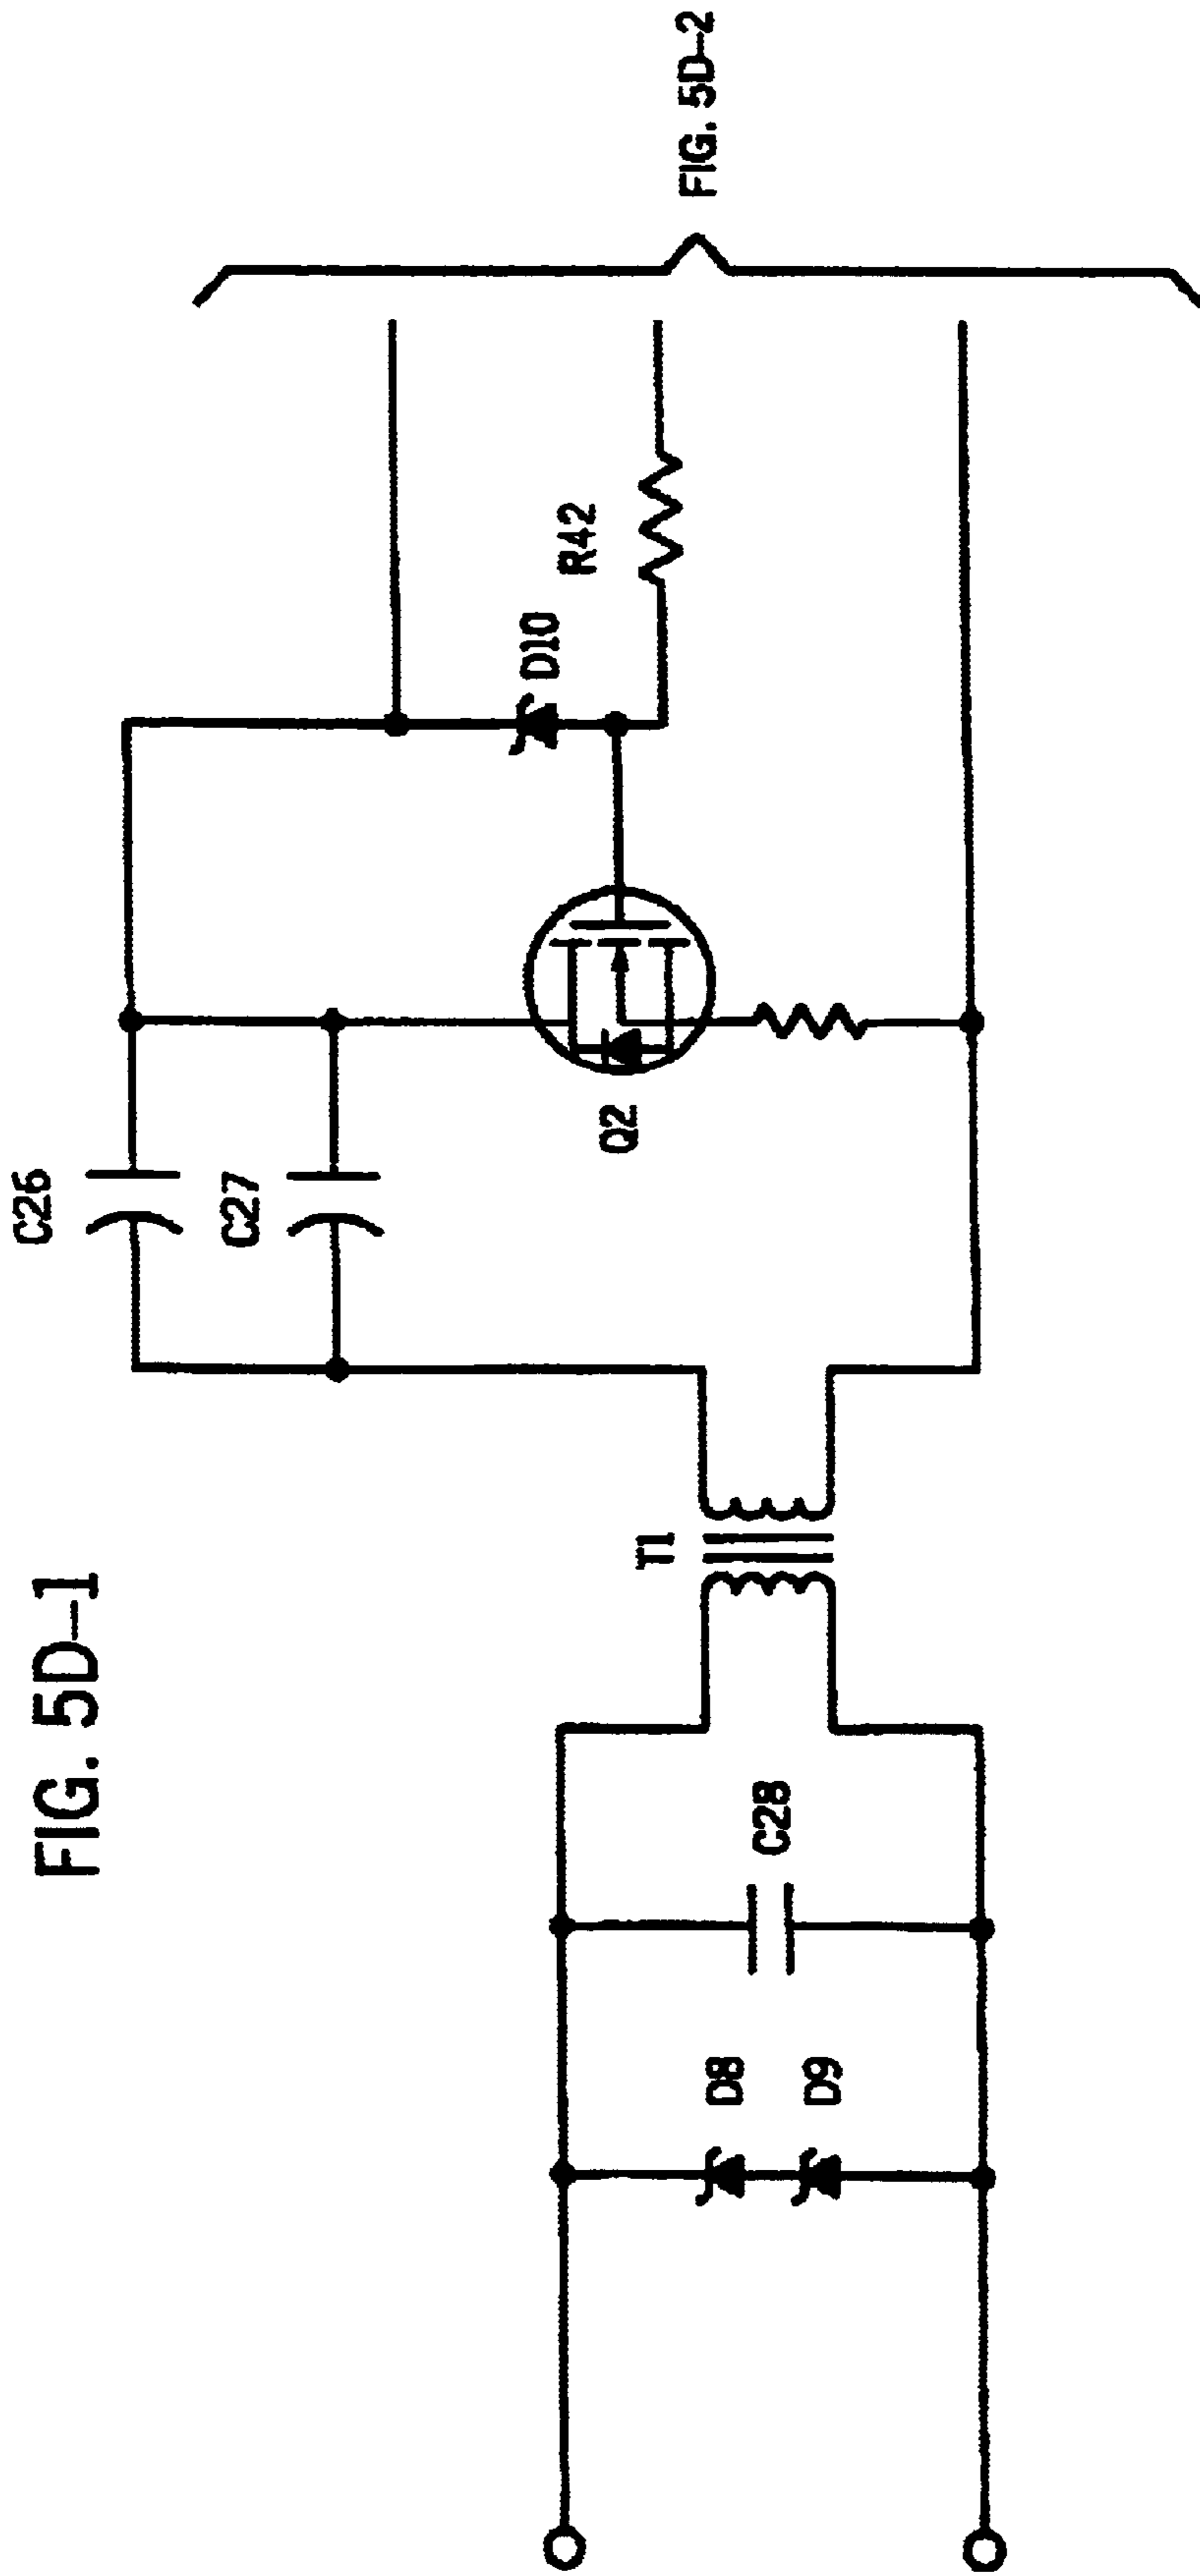 FIG. 5D-1
C26
C27
Q2
D10
R42
FIG. 5D-2
T1
C28
D8
D9